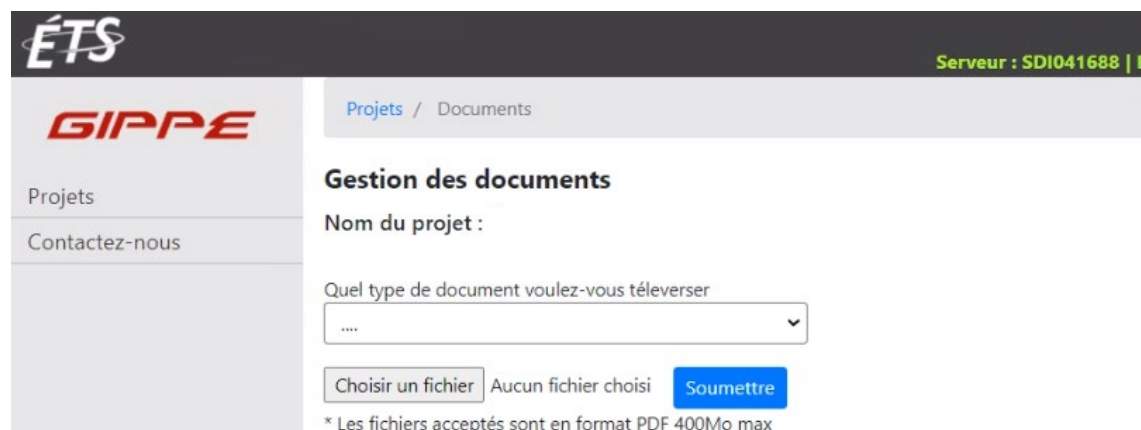 ÉTS
Serveur : SDI041688 |
GIPPE
Projets / Documents
Projets
Contactez-nous
Gestion des documents
Nom du projet :
Quel type de document voulez-vous téleverser
....
Choisir un fichier Aucun fichier choisi Soumettre
* Les fichiers acceptés sont en format PDF 400Mo max